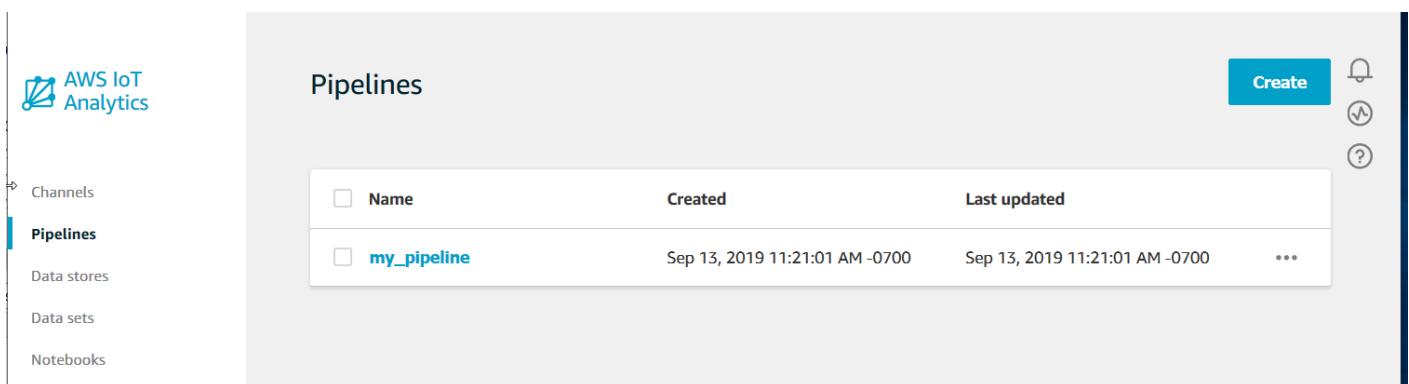 AWS IoT
Analytics
Channels
Pipelines
Data stores
Data sets
Notebooks
Pipelines
Create
Name Created Last updated
my_pipeline Sep 13, 2019 11:21:01 AM -0700 Sep 13, 2019 11:21:01 AM -0700